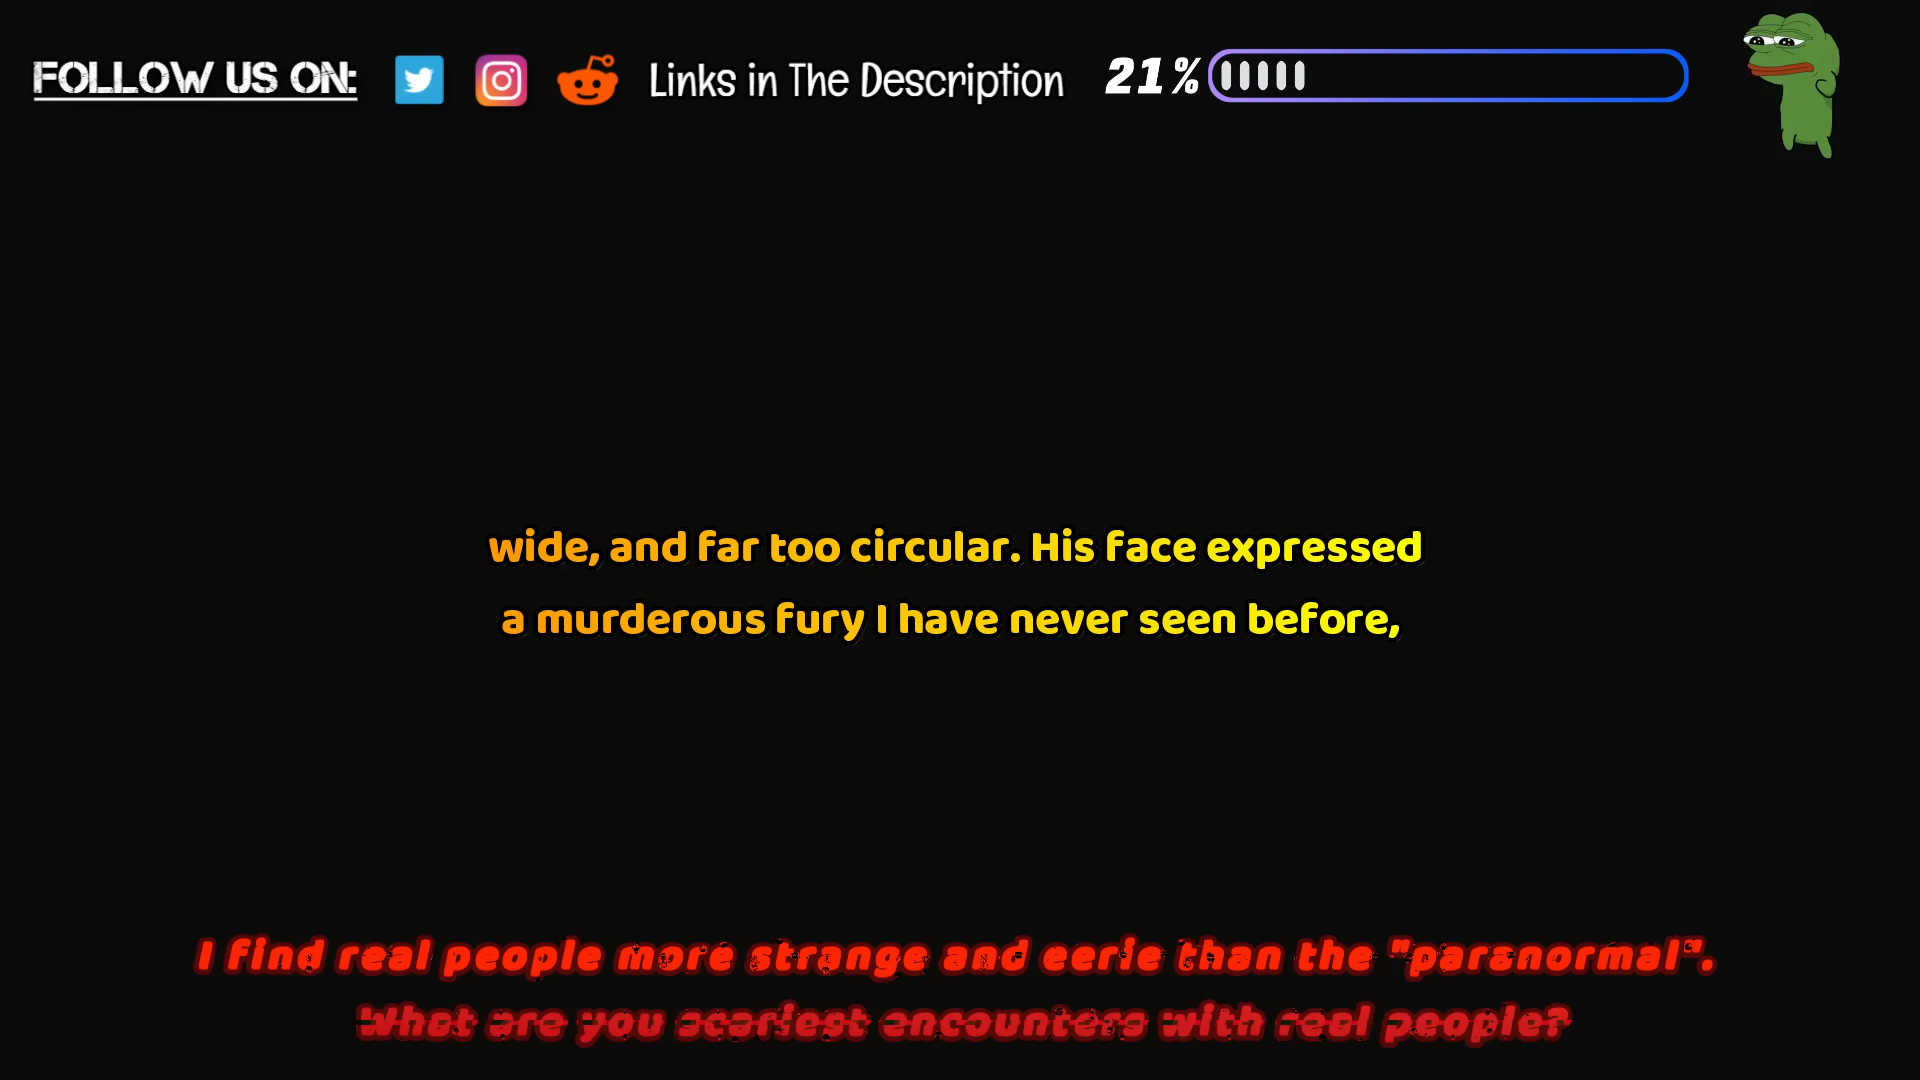 FOLLOW US ON: Links in The Description 21%
wide, and far too circular. His face expressed
a murderous fury I have never seen before,
I find real people more strange and eerie than the "paranormal".
What are you scariest encounters with real people?